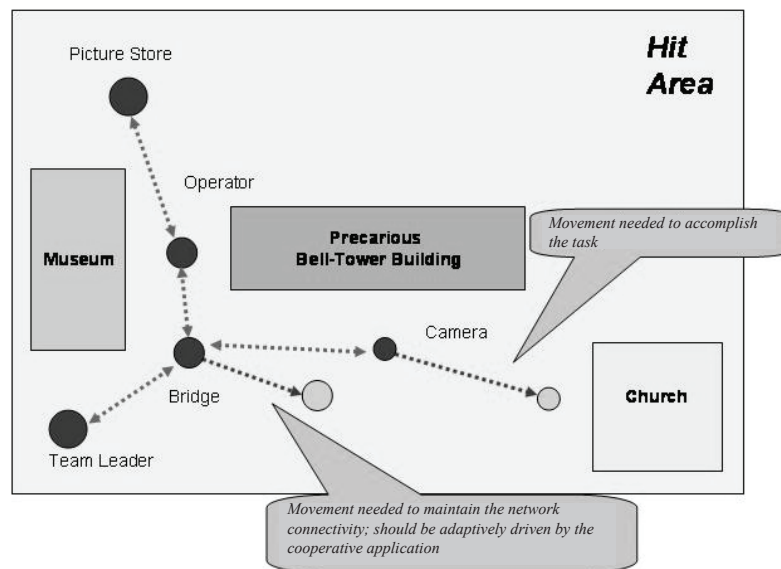 Picture Store
Hit
Area
Operator
Museum
Precarious
Bell-Tower Building
Movement needed to accomplish
the task
Camera
Bridge
Church
Team Leader
Movement needed to maintain the network
connectivity; should be adaptively driven by the
cooperative application